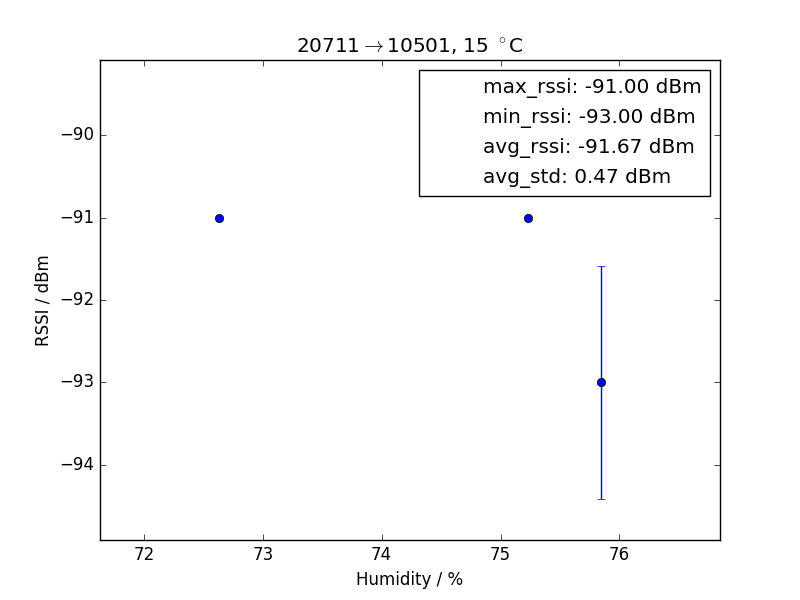 20711→10501, 15 °C
max_rssi: -91.00 dBm
min_rssi: -93.00 dBm
avg_rssi: -91.67 dBm
avg_std: 0.47 dBm
RSSI / dBm
−90
−91
−92
−93
−94
72 73 74 75 76
Humidity / %